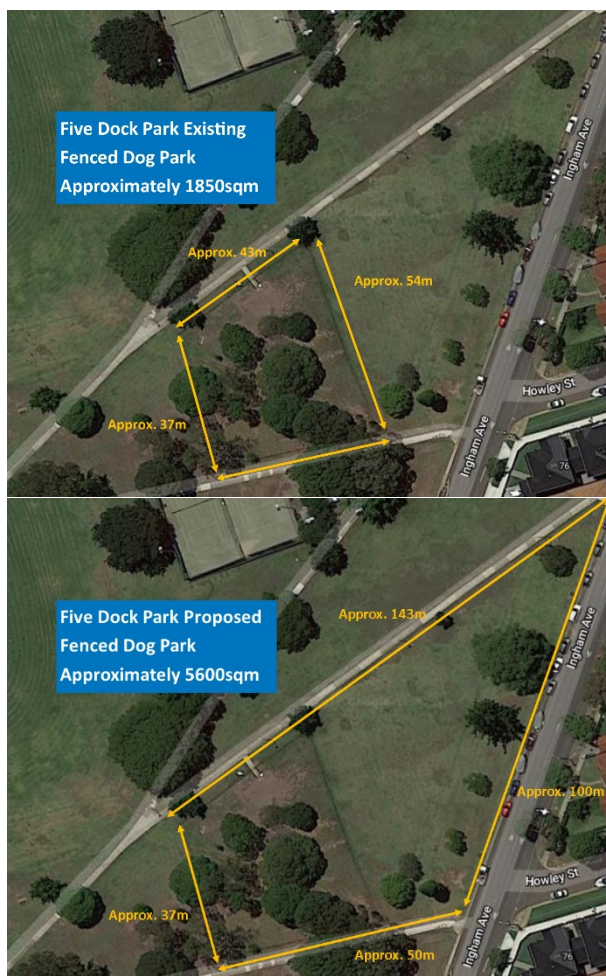 Five Dock Park Existing
Fenced Dog Park
Approximately 1850sqm
Ingham Ave
Approx. 43m
Approx. 54m
Howley St
Approx. 37m
Ingham Ave
76
Five Dock Park Proposed
Fenced Dog Park
Approximately 5600sqm
Approx. 143m
Ingham Ave
Approx. 100m
Howley St
Approx. 37m
Ingham Ave
Approx. 50m
76